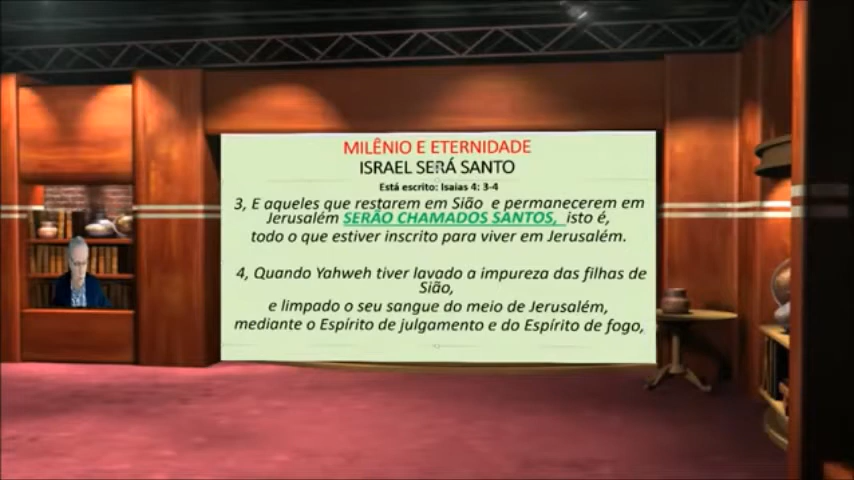 MILÊNIO E ETERNIDADE
ISRAEL SERÁ SANTO
Está escrito: Isaias 4: 3-4
3, E aqueles que restarem em Sião e permanecerem em
Jerusalém SERÃO CHAMADOS SANTOS, isto é,
todo o que estiver inscrito para viver em Jerusalém.
4, Quando Yahweh tiver lavado a impureza das filhas de
Sião,
e limpado o seu sangue do meio de Jerusalém,
mediante o Espírito de julgamento e do Espírito de fogo,